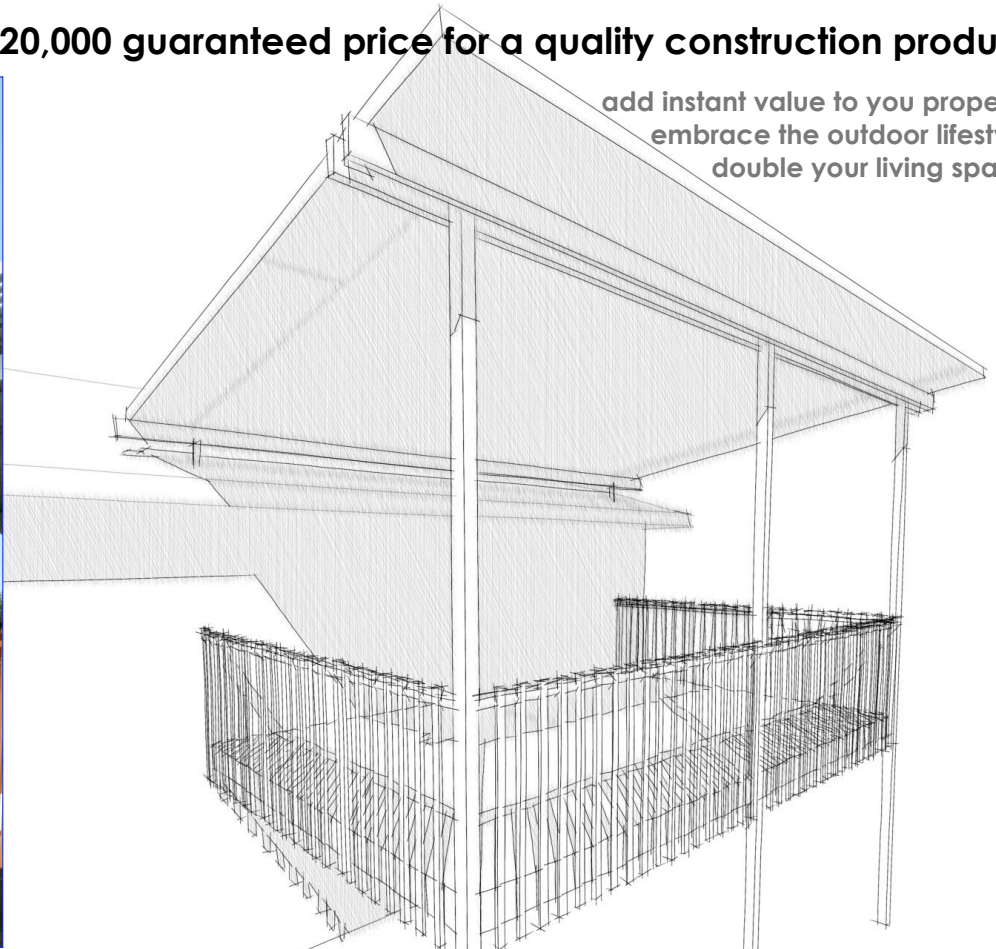 20,000 guaranteed price for a quality construction produ
add instant value to you prope
embrace the outdoor lifesty
double your living spa